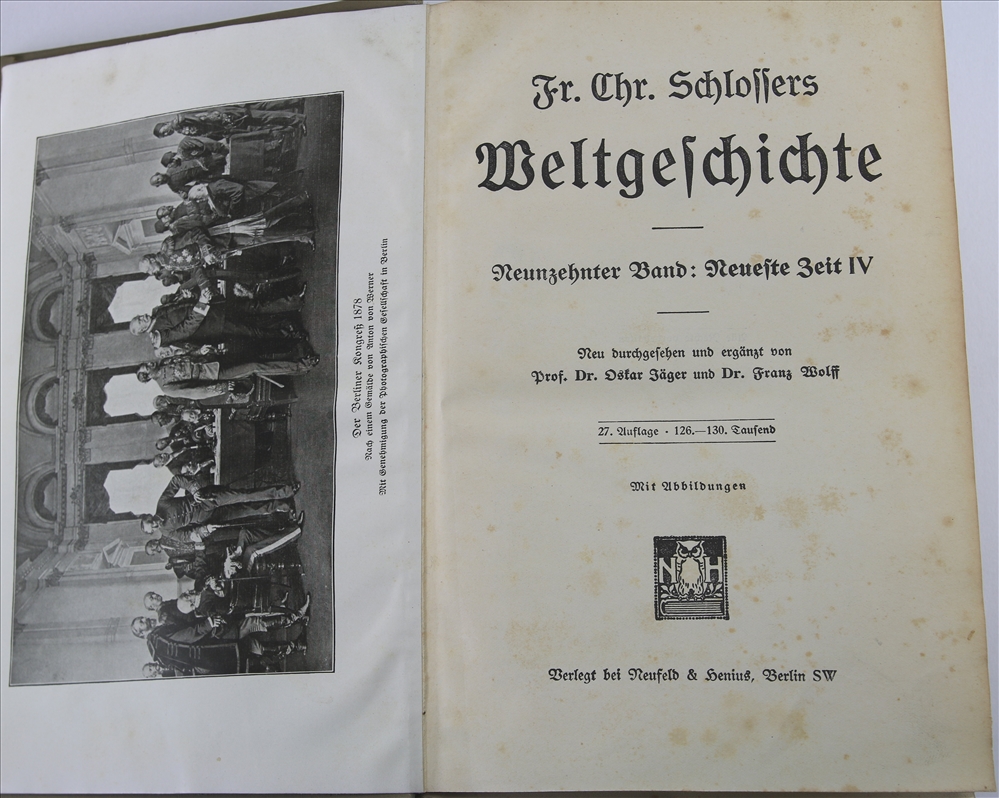 Der Berliner Kongreß 1878
Nach einem Gemälde von Anton von Werner
Mit Genehmigung der Photographischen Gesellschaft in Berlin
Fr. Chr. Schlossers
Weltgeschichte
Neunzehnter Band: Neueste Zeit IV
Neu durchgesehen und ergänzt von
Prof. Dr. Oskar Jäger und Dr. Franz Wolff
27. Auflage · 126.—130. Tausend
Mit Abbildungen
N H
Verlegt bei Neufeld & Henius, Berlin SW